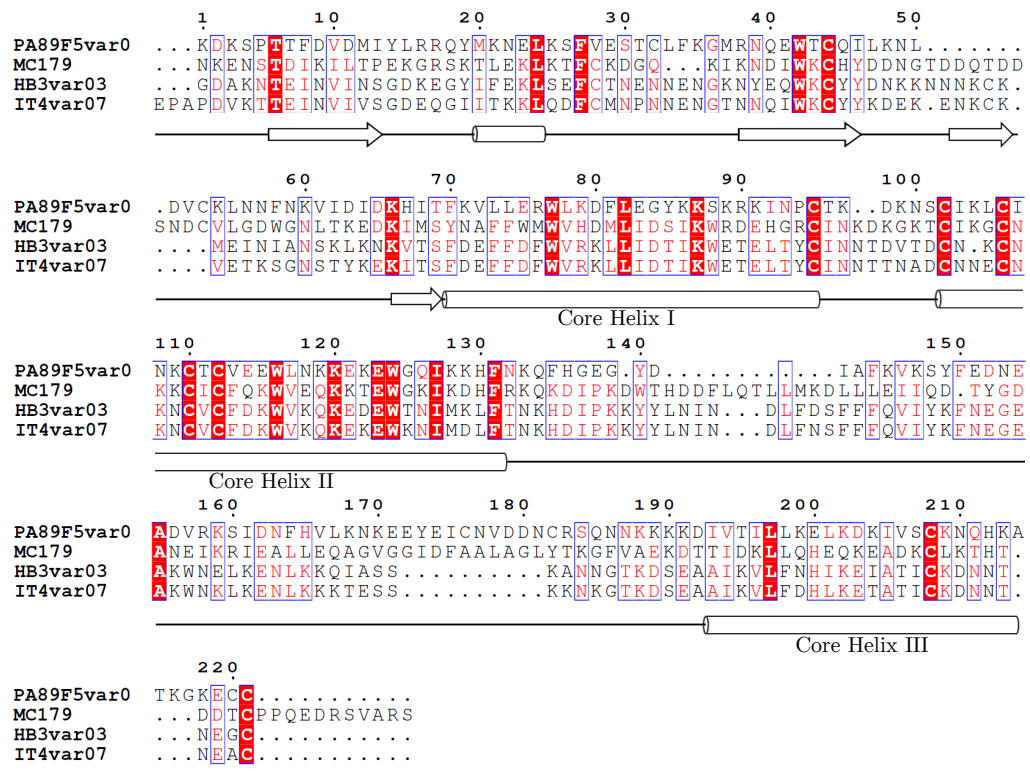 1 10 20 30 40 50
PA89F5var0 ...KDKSPTTFDVDMIYLRRQYMKNELKSFVESTCLFKGMRNQEWTCQILKNL.......
MC179 ...NKENSTDIKILTPEKGRSKTLEKLKTFCKDGQ...KIKNDIWKCHYDDNGTDDQTDD
HB3var03 ...GDAKNTEINVINSGDKEGYIFEKLSEFCTNENNENGKNYEQWKCYYDNKKNNNKCK.
IT4var07 EPAPDVKTTEINVIVSGDEQGIITKLQDFCMNPNNENGTNNQIWKCYYKDEK.ENKCK.
60 70 80 90 100
PA89F5var0 .DVCKLNNFNKVIDIDKHITFKVLLERWLKDFLEGYKKSKRKINPCTK..DKNSCIKLCI
MC179 SNDCVLGDWGNLTKEDKIMSYNAFFWMWVHDMLIDSIKWRDEHGRCINKDKGKTCIKGCN
HB3var03 ....MEINIANSKLKNKVTSFDEFFDFWVRKLLIDTIKWETELTYCINNTDVTDCN.KCN
IT4var07 ....VETKSGNSTYKEKITSFDEFFDFWVRKLLIDTIKWETELTYCINNTTNADCNNECN
Core Helix I
110 120 130 140 150
PA89F5var0 NKCTCVEEWLNKKEKEWGQIKKHFNKQFHGEG.YD...........IAFKVKSYFEDNE
MC179 KKCICFQKWVEQKKTEWGKIKDHFRKQKDIPKDWTHDDFLQTLLMKDLLLEIIQD.TYGD
HB3var03 KNCVCFDKWVKQKEDEWTNIMKLFTNKHDIPKKYYLNIN...DLFDSFFFQVIYKFNEGE
IT4var07 KNCVCFDKWVKQKEKEWKNIMDLFTNKHDIPKKYYLNIN...DLFNSFFFQVIYKFNEGE
Core Helix II
160 170 180 190 200 210
PA89F5var0 ADVRKSIDNFHVLKNKEEYEICNVDDNCRSQNNKKKKDIVTILLKELKDKIVSCKNQHKA
MC179 ANEIKRIEALLEQAGVGGIDFAALAGLYTKGFVAEKDTTIDKLLQHEQKEADKCLKTHT.
HB3var03 AKWNELKENLKKQIASS..........KANNGTKDSEAAIKVLFNHIKEIATICKDNNT.
IT4var07 AKWNKLKENLKKKTESS..........KKNKGTKDSEAAIKVLFDHLKETATICKDNNT.
Core Helix III
220
PA89F5var0 TKGKECC...........
MC179 ...DDTCPPQEDRSVARS
HB3var03 ...NEGC...........
IT4var07 ...NEAC...........